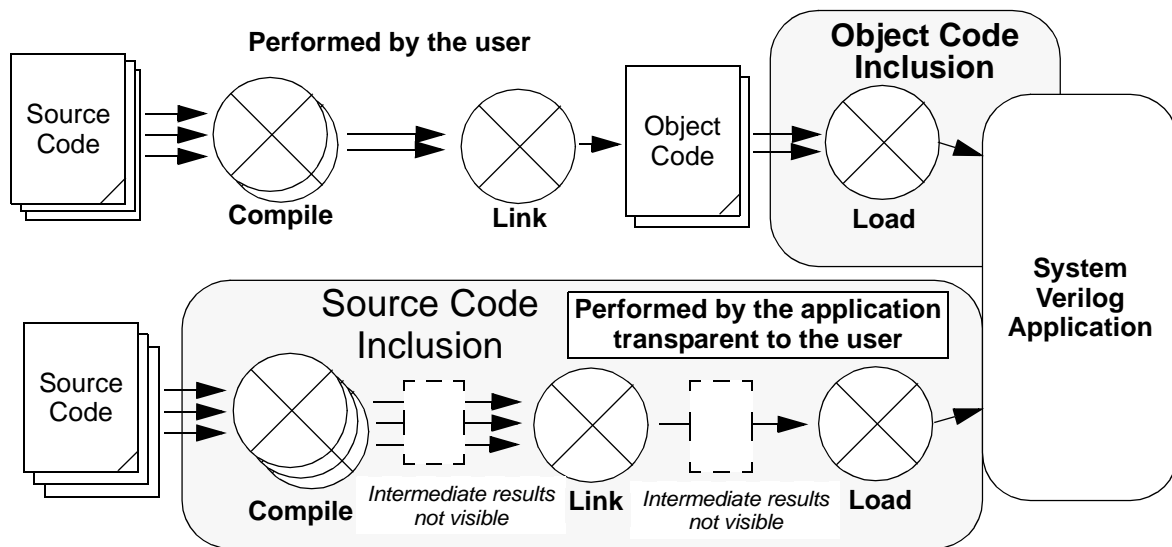 Performed by the user
Object Code
Inclusion
Source
Code
Object
Code
Compile
Link
Load
System
Verilog
Application
Source Code
Inclusion
Performed by the application
transparent to the user
Source
Code
Compile
Intermediate results
not visible
Link
Intermediate results
not visible
Load